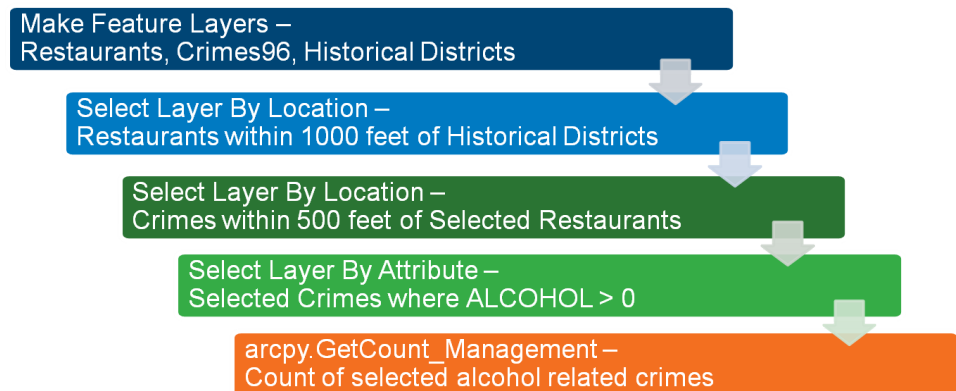 Make Feature Layers –
Restaurants, Crimes96, Historical Districts
Select Layer By Location –
Restaurants within 1000 feet of Historical Districts
Select Layer By Location –
Crimes within 500 feet of Selected Restaurants
Select Layer By Attribute –
Selected Crimes where ALCOHOL > 0
arcpy.GetCount_Management –
Count of selected alcohol related crimes